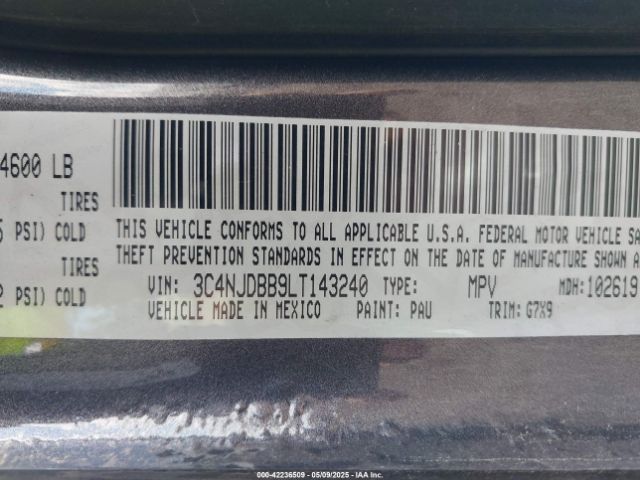 4600 LB
TIRES
PSI) COLD
TIRES
PSI) COLD
THIS VEHICLE CONFORMS TO ALL APPLICABLE U.S.A. FEDERAL MOTOR VEHICLE SA
THEFT PREVENTION STANDARDS IN EFFECT ON THE DATE OF MANUFACTURE SHOWN A
VIN: 3C4NJDBB9LT143240 TYPE: MPV MDH: 102619
VEHICLE MADE IN MEXICO PAINT: PAU TRIM: G7X9
000-42236509 | 05/09/2025 | IAA Inc.